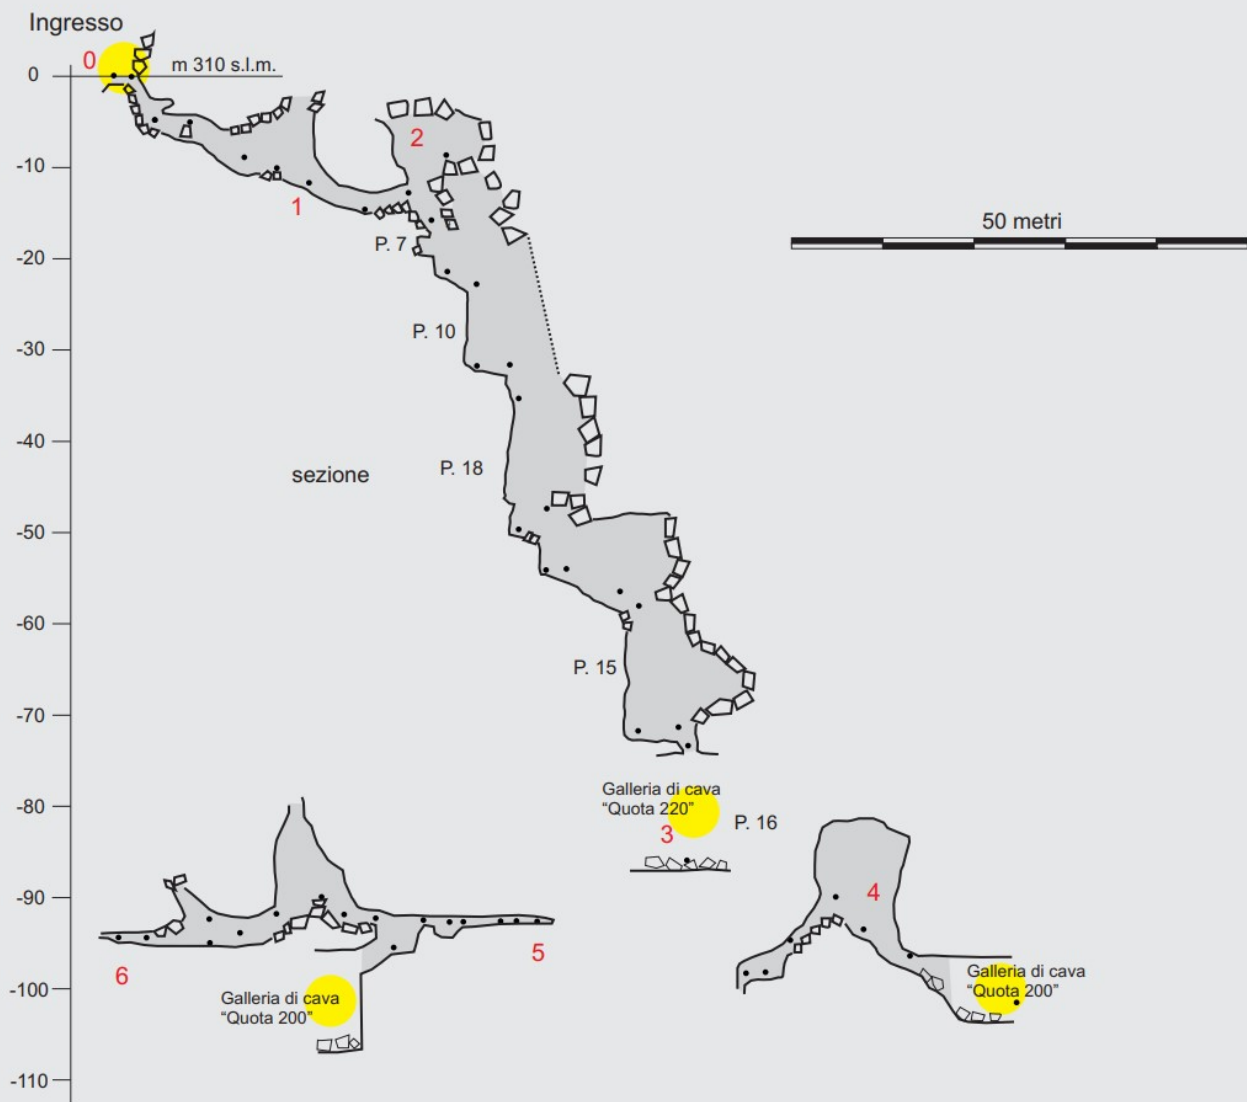 Ingresso
0
m 310 s.l.m.
0
2
-10
1
50 metri
P. 7
-20
P. 10
-30
-40
P. 18
sezione
-50
-60
P. 15
-70
Galleria di cava
“Quota 220”
P. 16
3
-80
-90
4
5
6
Galleria di cava
“Quota 200”
Galleria di cava
“Quota 200”
-100
-110